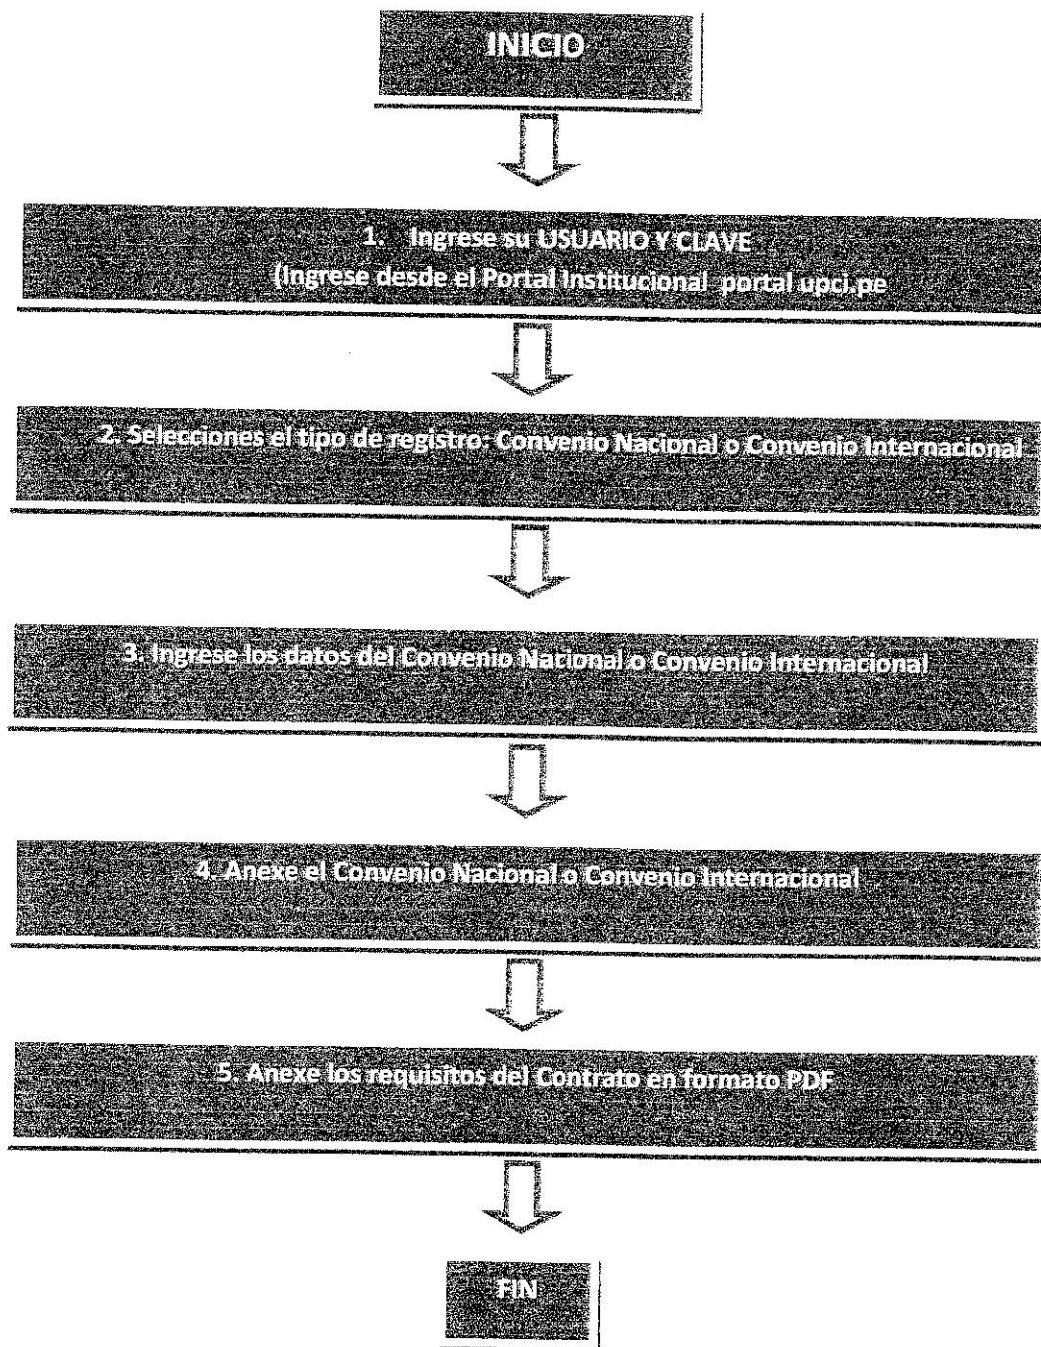 INICIO
1. Ingrese su USUARIO Y CLAVE
(Ingrese desde el Portal Institucional portal upci.pe
2. Selecciones el tipo de registro: Convenio Nacional o Convenio Internacional
3. Ingrese los datos del Convenio Nacional o Convenio Internacional
4. Anexe el Convenio Nacional o Convenio Internacional
5. Anexe los requisitos del Contrato en formato PDF
FIN